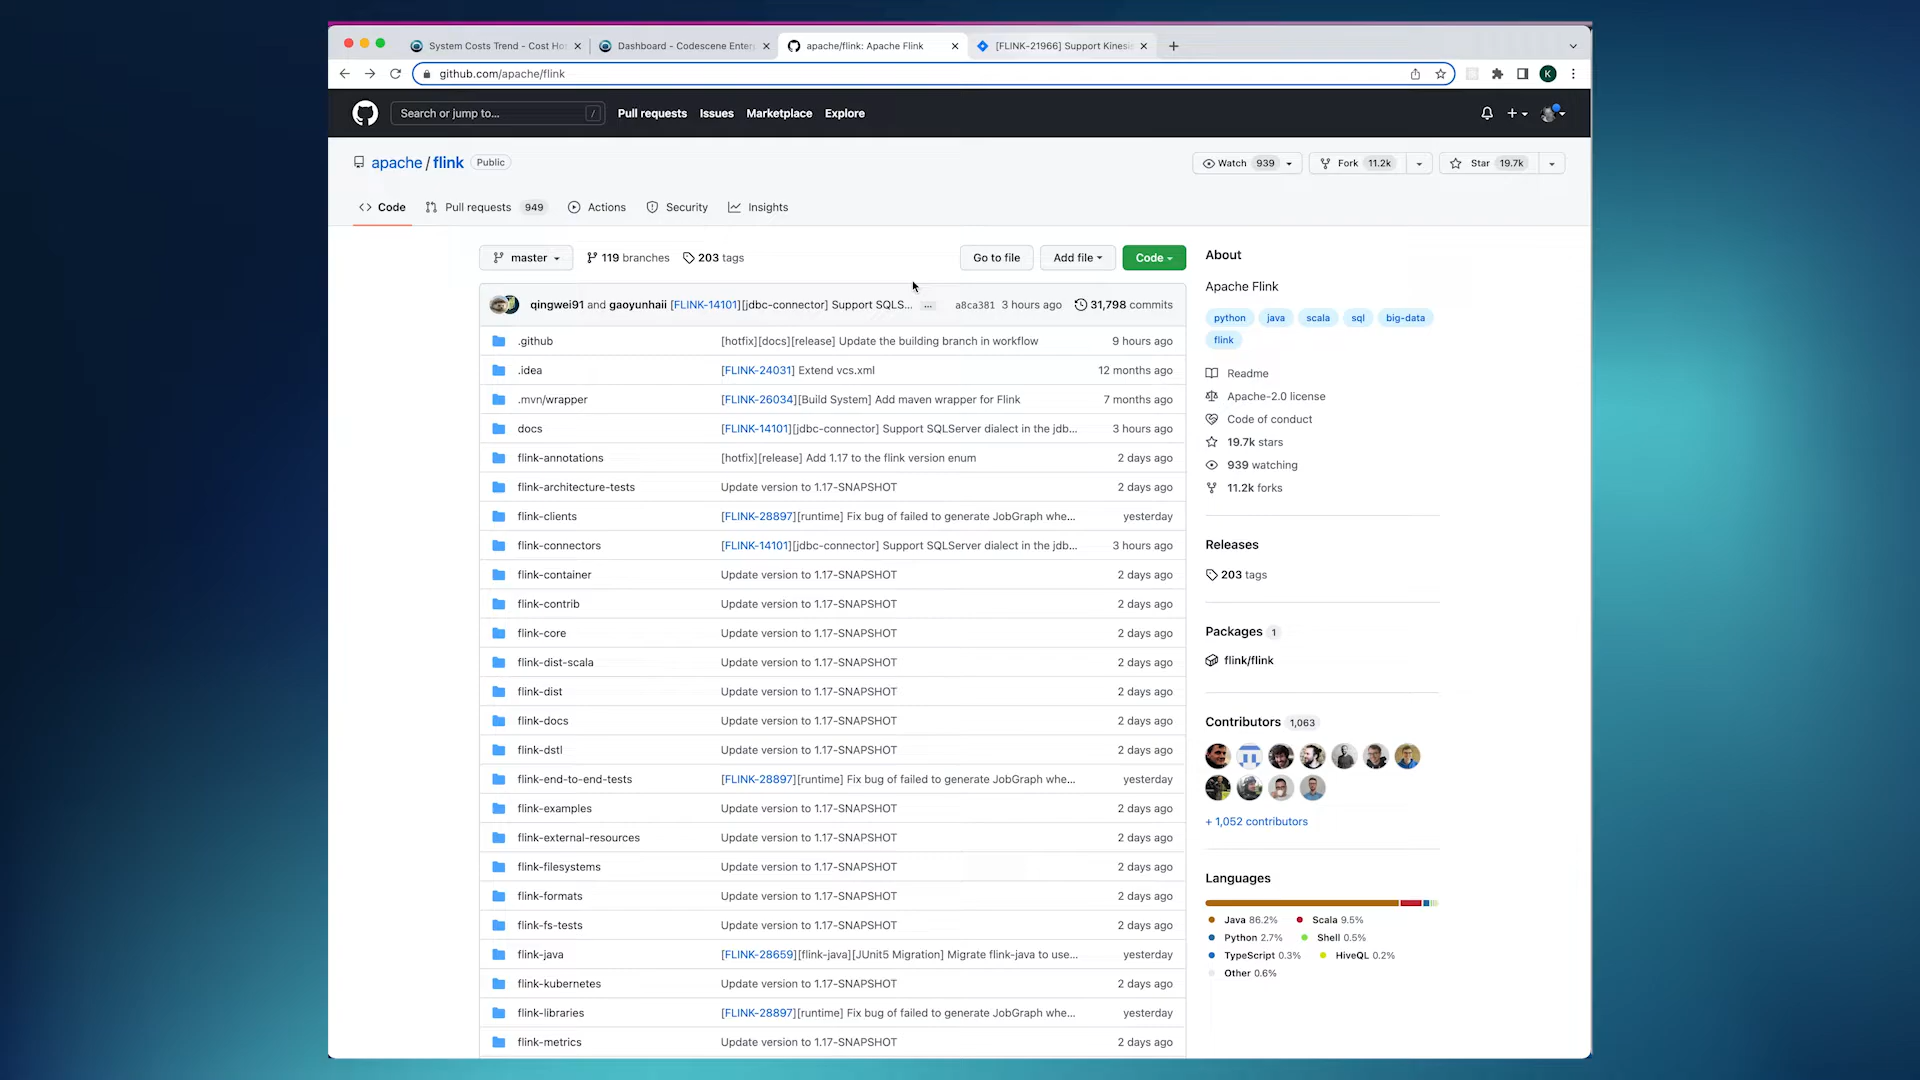 System Costs Trend - Cost Ho
Dashboard - Codescene Enter
apache/flink: Apache Flink
[FLINK-21966] Support Kinesi
github.com/apache/flink
K
Search or jump to...
/
Pull requests
Issues
Marketplace
Explore
apache / flink
Public
Watch 939
Fork 11.2k
Star 19.7k
Code
Pull requests 949
Actions
Security
Insights
master
119 branches
203 tags
Go to file
Add file
Code
qingwei91 and gaoyunhaii [FLINK-14101][jdbc-connector] Support SQLS... ... a8ca381 3 hours ago 31,798 commits
.github [hotfix][docs][release] Update the building branch in workflow 9 hours ago
.idea [FLINK-24031] Extend vcs.xml 12 months ago
.mvn/wrapper [FLINK-26034][Build System] Add maven wrapper for Flink 7 months ago
docs [FLINK-14101][jdbc-connector] Support SQLServer dialect in the jdb... 3 hours ago
flink-annotations [hotfix][release] Add 1.17 to the flink version enum 2 days ago
flink-architecture-tests Update version to 1.17-SNAPSHOT 2 days ago
flink-clients [FLINK-28897][runtime] Fix bug of failed to generate JobGraph whe... yesterday
flink-connectors [FLINK-14101][jdbc-connector] Support SQLServer dialect in the jdb... 3 hours ago
flink-container Update version to 1.17-SNAPSHOT 2 days ago
flink-contrib Update version to 1.17-SNAPSHOT 2 days ago
flink-core Update version to 1.17-SNAPSHOT 2 days ago
flink-dist-scala Update version to 1.17-SNAPSHOT 2 days ago
flink-dist Update version to 1.17-SNAPSHOT 2 days ago
flink-docs Update version to 1.17-SNAPSHOT 2 days ago
flink-dstl Update version to 1.17-SNAPSHOT 2 days ago
flink-end-to-end-tests [FLINK-28897][runtime] Fix bug of failed to generate JobGraph whe... yesterday
flink-examples Update version to 1.17-SNAPSHOT 2 days ago
flink-external-resources Update version to 1.17-SNAPSHOT 2 days ago
flink-filesystems Update version to 1.17-SNAPSHOT 2 days ago
flink-formats Update version to 1.17-SNAPSHOT 2 days ago
flink-fs-tests Update version to 1.17-SNAPSHOT 2 days ago
flink-java [FLINK-28659][flink-java][JUnit5 Migration] Migrate flink-java to use... yesterday
flink-kubernetes Update version to 1.17-SNAPSHOT 2 days ago
flink-libraries [FLINK-28897][runtime] Fix bug of failed to generate JobGraph whe... yesterday
flink-metrics Update version to 1.17-SNAPSHOT 2 days ago
About
Apache Flink
python java scala sql big-data
flink
Readme
Apache-2.0 license
Code of conduct
19.7k stars
939 watching
11.2k forks
Releases
203 tags
Packages 1
flink/flink
Contributors 1,063
+ 1,052 contributors
Languages
Java 86.2% Scala 9.5%
Python 2.7% Shell 0.5%
TypeScript 0.3% HiveQL 0.2%
Other 0.6%